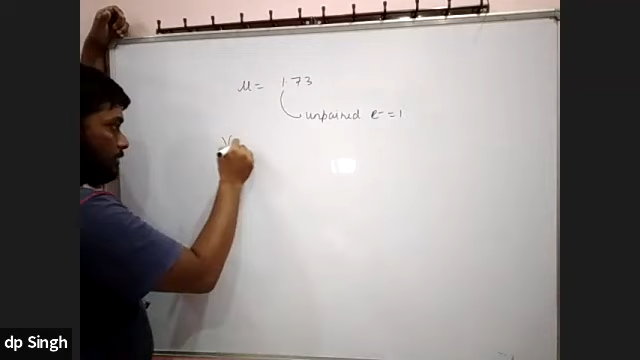 μ = 1.73
unpaired e⁻ = 1
V
dp Singh